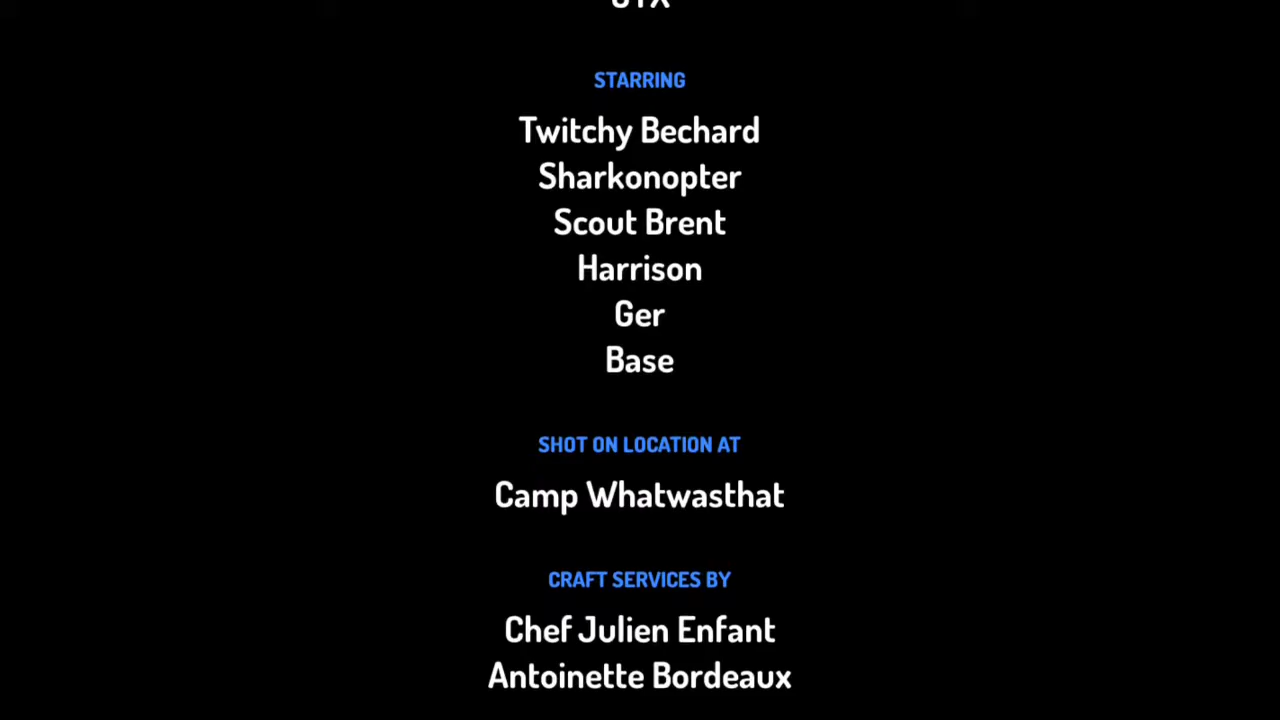 STARRING
Twitchy Bechard
Sharkonopter
Scout Brent
Harrison
Ger
Base
SHOT ON LOCATION AT
Camp Whatwasthat
CRAFT SERVICES BY
Chef Julien Enfant
Antoinette Bordeaux